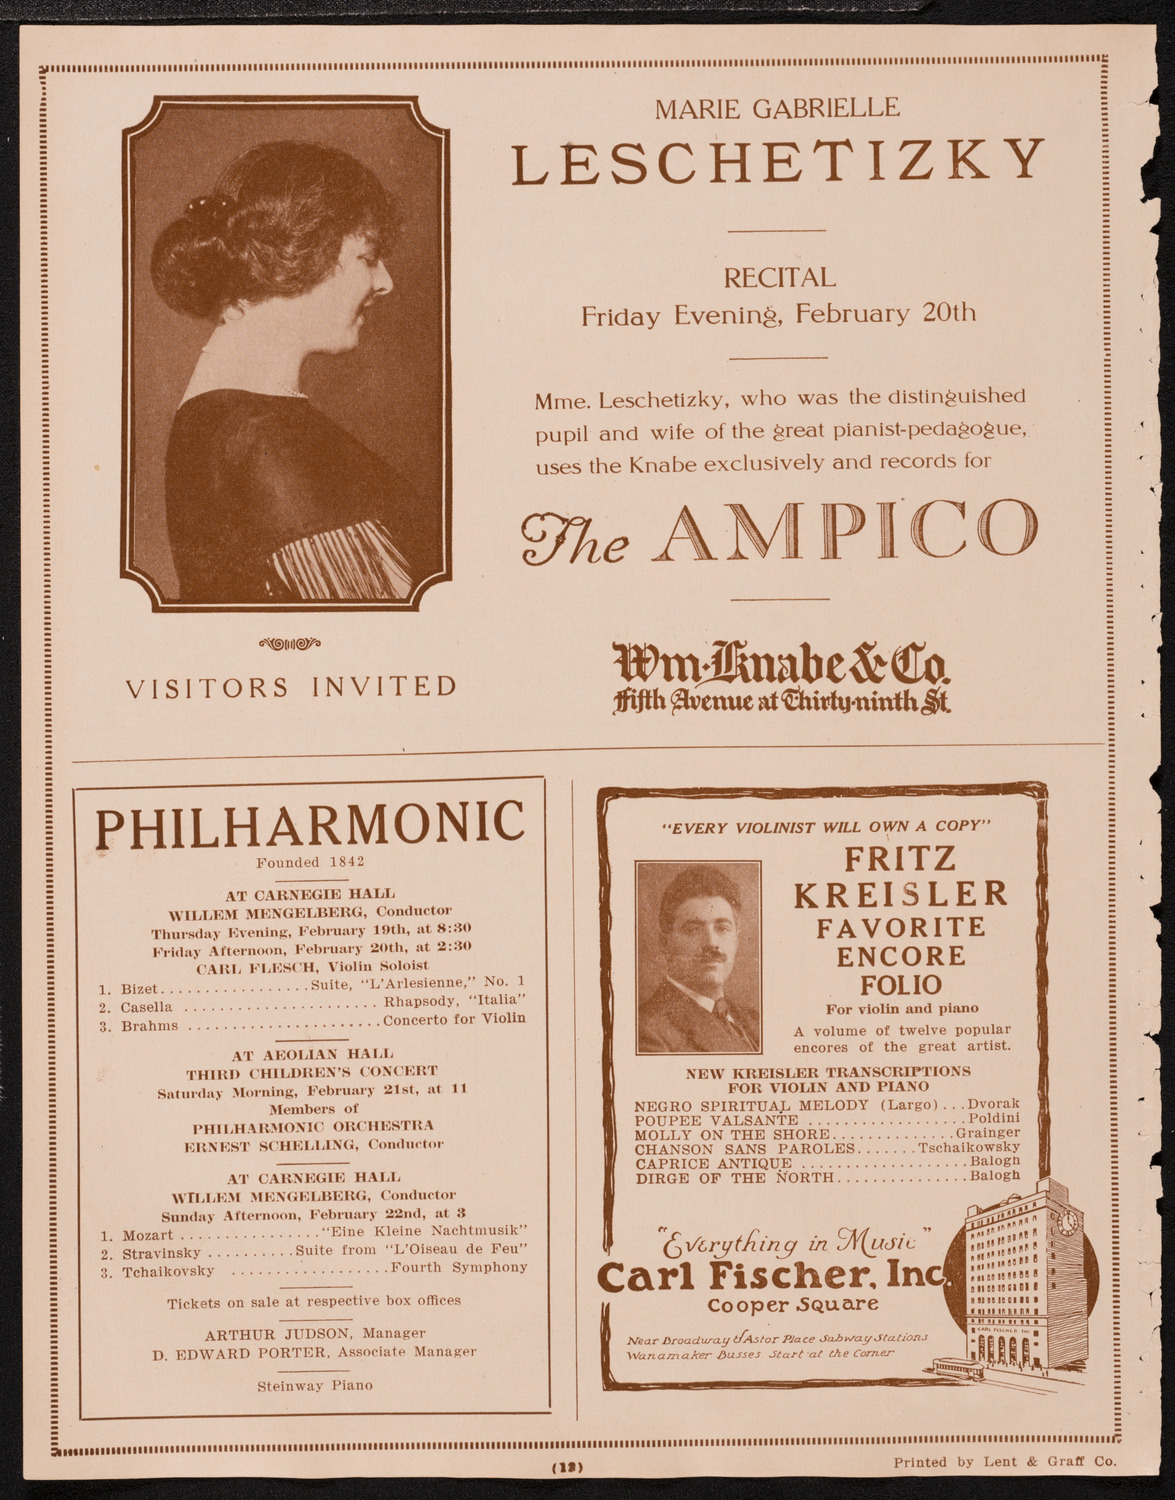 MARIE GABRIELLE
LESCHETIZKY
RECITAL
Friday Evening, February 20th
Mme. Leschetizky, who was the distinguished
pupil and wife of the great pianist-pedagogue,
uses the Knabe exclusively and records for
The AMPICO
VISITORS INVITED
Wm. Knabe & Co.
Fifth Avenue at Thirty-ninth St.
PHILHARMONIC
Founded 1842
AT CARNEGIE HALL
WILLEM MENGELBERG, Conductor
Thursday Evening, February 19th, at 8:30
Friday Afternoon, February 20th, at 2:30
CARL FLESCH, Violin Soloist
1. Bizet.................Suite, "L'Arlesienne," No. 1
2. Casella ...................... Rhapsody, "Italia"
3. Brahms ......................Concerto for Violin
AT AEOLIAN HALL
THIRD CHILDREN'S CONCERT
Saturday Morning, February 21st, at 11
Members of
PHILHARMONIC ORCHESTRA
ERNEST SCHELLING, Conductor
AT CARNEGIE HALL
WILLEM MENGELBERG, Conductor
Sunday Afternoon, February 22nd, at 3
1. Mozart ................"Eine Kleine Nachtmusik"
2. Stravinsky ..........Suite from "L'Oiseau de Feu"
3. Tchaikovsky ..................Fourth Symphony
Tickets on sale at respective box offices
ARTHUR JUDSON, Manager
D. EDWARD PORTER, Associate Manager
Steinway Piano
"EVERY VIOLINIST WILL OWN A COPY"
FRITZ
KREISLER
FAVORITE
ENCORE
FOLIO
For violin and piano
A volume of twelve popular
encores of the great artist.
NEW KREISLER TRANSCRIPTIONS
FOR VIOLIN AND PIANO
NEGRO SPIRITUAL MELODY (Largo)...Dvorak
POUPEE VALSANTE ..................Poldini
MOLLY ON THE SHORE..............Grainger
CHANSON SANS PAROLES.......Tschaikowsky
CAPRICE ANTIQUE ...................Balogh
DIRGE OF THE NORTH...............Balogh
"Everything in Music"
Carl Fischer, Inc.
Cooper Square
CARL FISCHER INC
Near Broadway & Astor Place Subway Stations
Wanamaker Busses Start at the Corner
(13)
Printed by Lent & Graff Co.